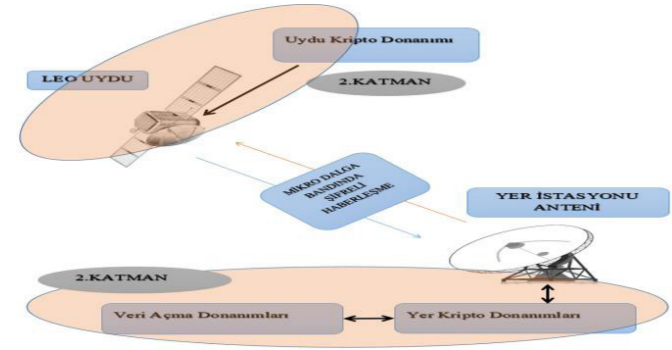 Uydu Kripto Donanımı
LEO UYDU
2.KATMAN
MİKRO DALGA
BANDINDA
ŞİFRELİ
HABERLEŞME
YER İSTASYONU
ANTENİ
2.KATMAN
Veri Açma Donanımları
Yer Kripto Donanımları